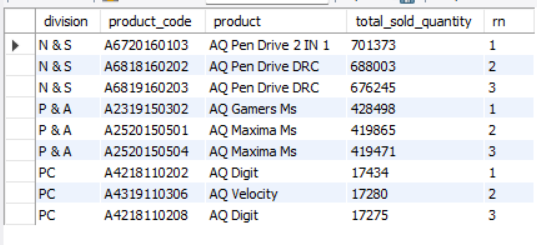 division product_code product total_sold_quantity rn
N & S A6720160103 AQ Pen Drive 2 IN 1 701373 1
N & S A6818160202 AQ Pen Drive DRC 688003 2
N & S A6819160203 AQ Pen Drive DRC 676245 3
P & A A2319150302 AQ Gamers Ms 428498 1
P & A A2520150501 AQ Maxima Ms 419865 2
P & A A2520150504 AQ Maxima Ms 419471 3
PC A4218110202 AQ Digit 17434 1
PC A4319110306 AQ Velocity 17280 2
PC A4218110208 AQ Digit 17275 3